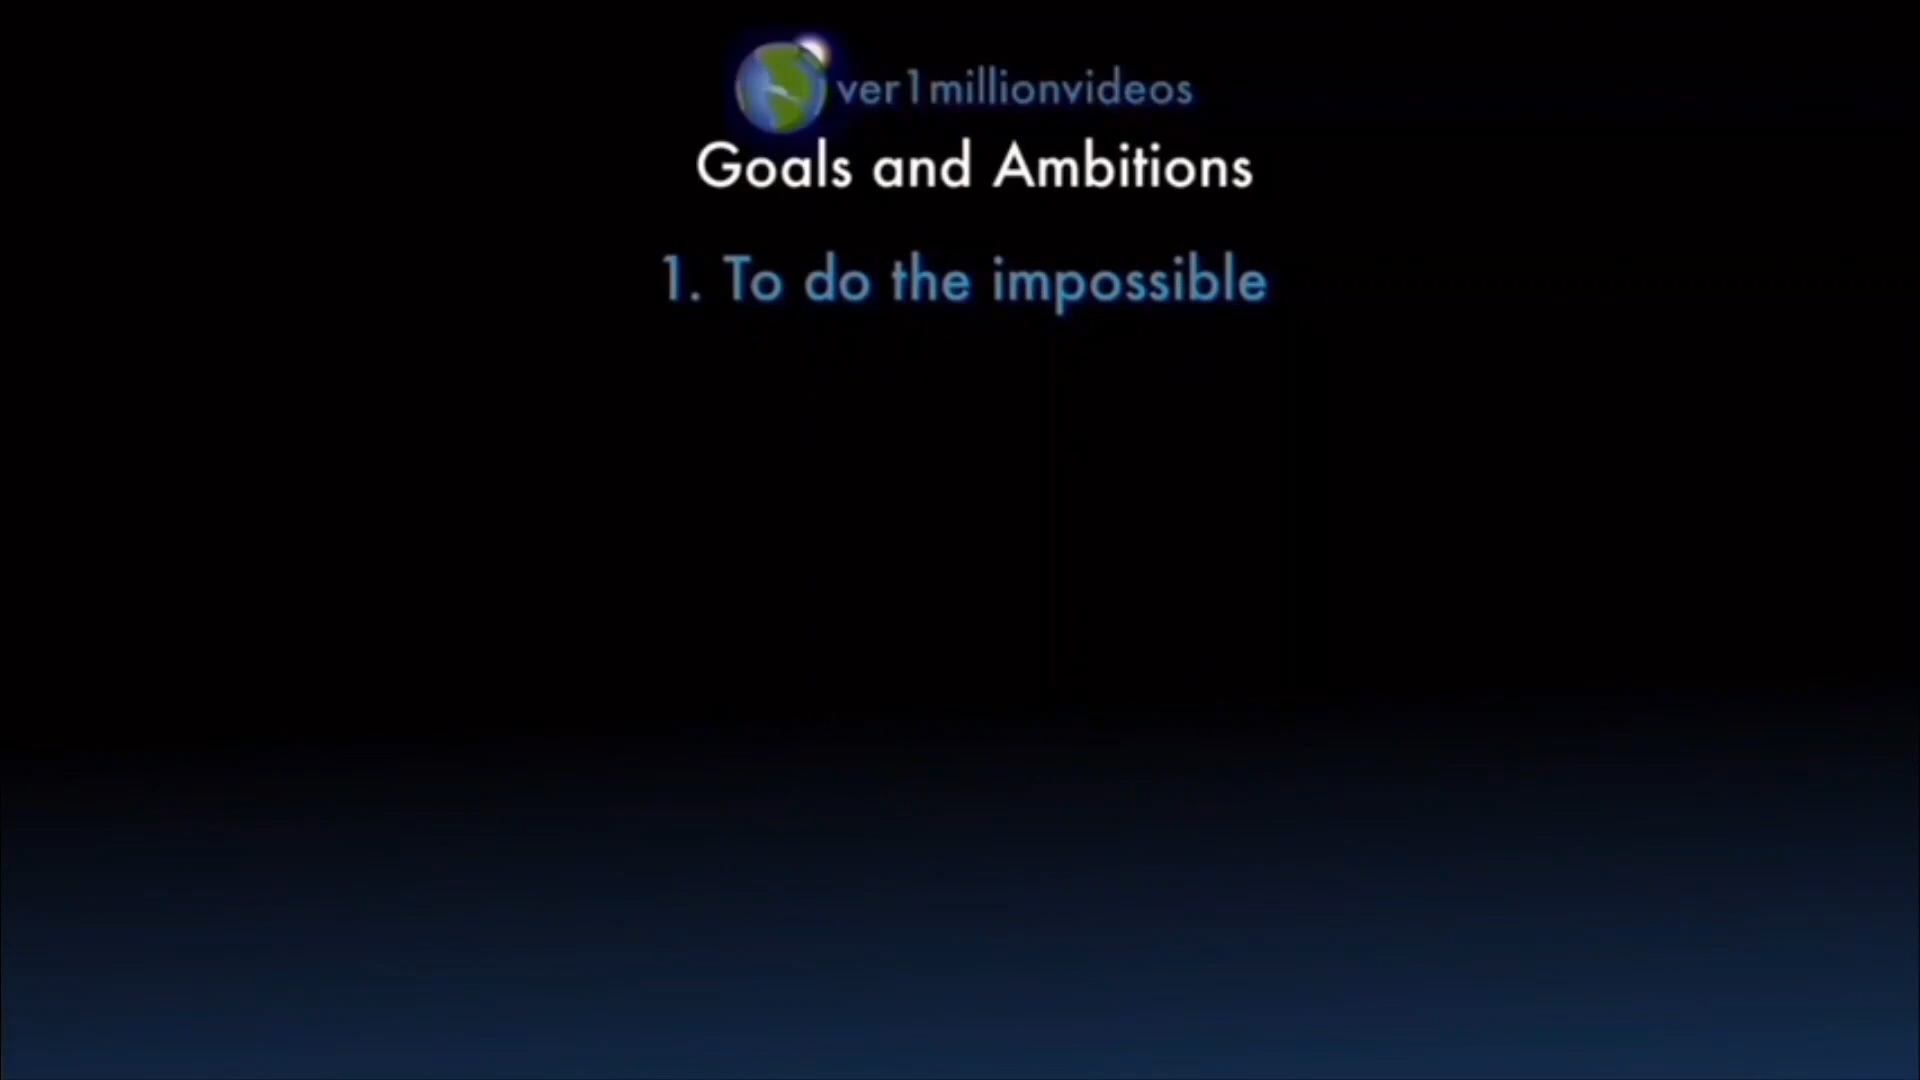 ver1millionvideos
Goals and Ambitions
1. To do the impossible